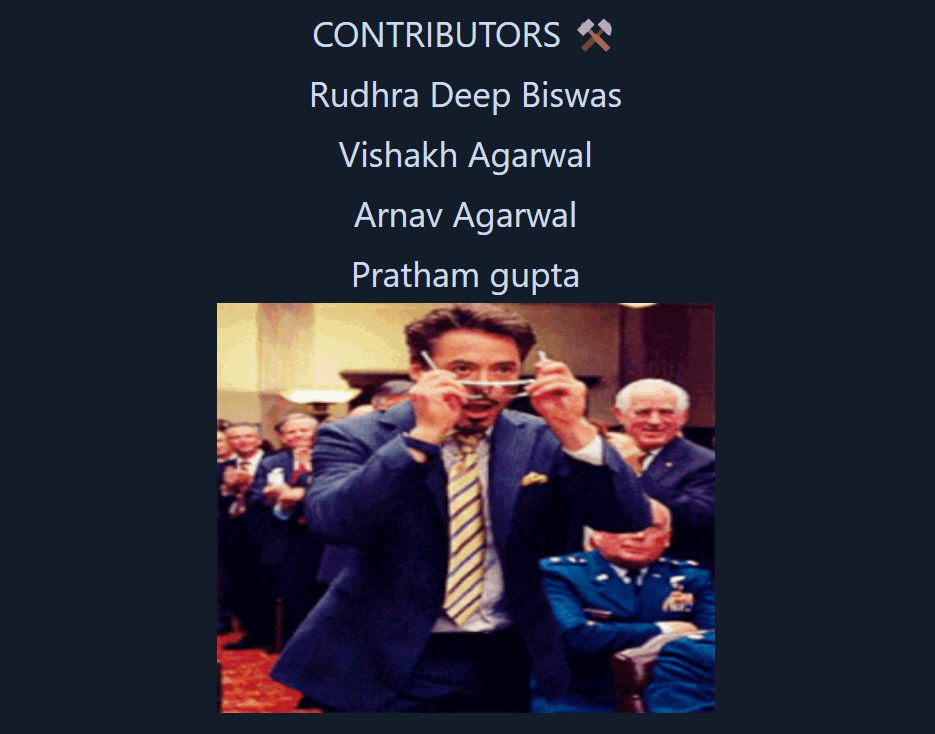 CONTRIBUTORS ⚒️
Rudhra Deep Biswas
Vishakh Agarwal
Arnav Agarwal
Pratham gupta